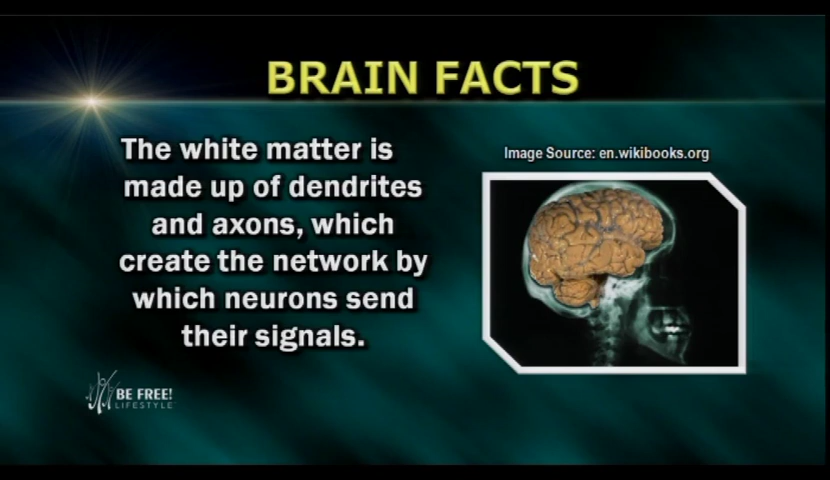 BRAIN FACTS
The white matter is
made up of dendrites
and axons, which
create the network by
which neurons send
their signals.
Image Source: en.wikibooks.org
BE FREE!
LIFESTYLE